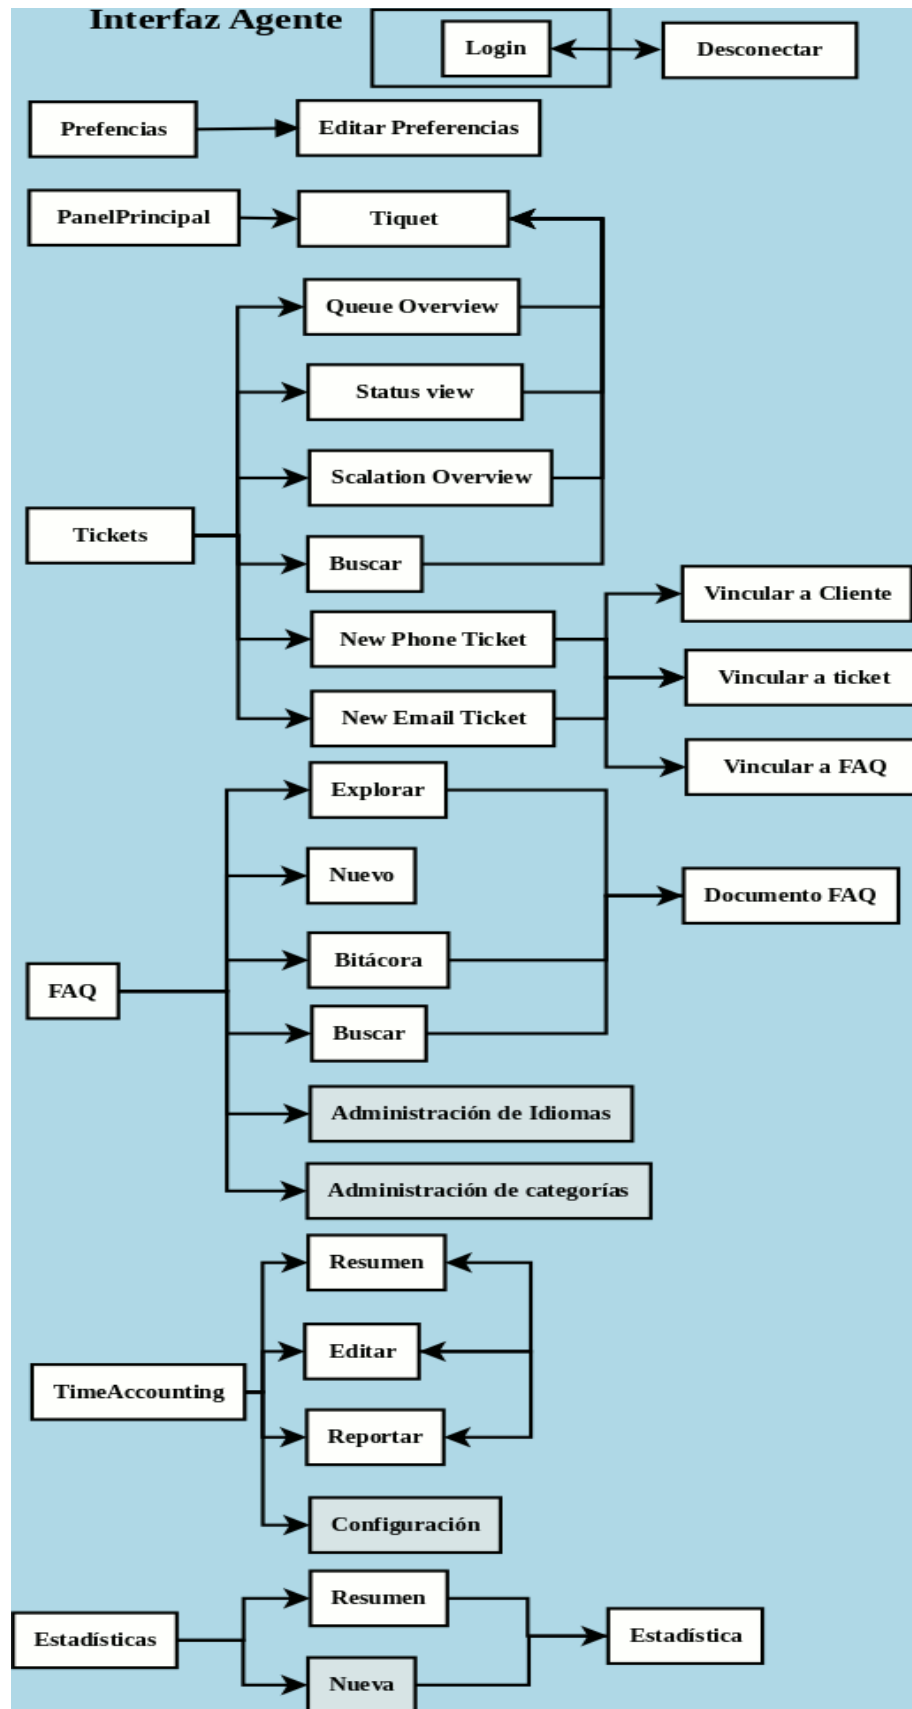 Interfaz Agente
Login
Desconectar
Prefencias
Editar Preferencias
PanelPrincipal
Tiquet
Queue Overview
Status view
Scalation Overview
Tickets
Buscar
Vincular a Cliente
New Phone Ticket
Vincular a ticket
New Email Ticket
Vincular a FAQ
Explorar
Nuevo
Documento FAQ
Bitácora
FAQ
Buscar
Administración de Idiomas
Administración de categorías
Resumen
Editar
TimeAccounting
Reportar
Configuración
Resumen
Estadísticas
Estadística
Nueva